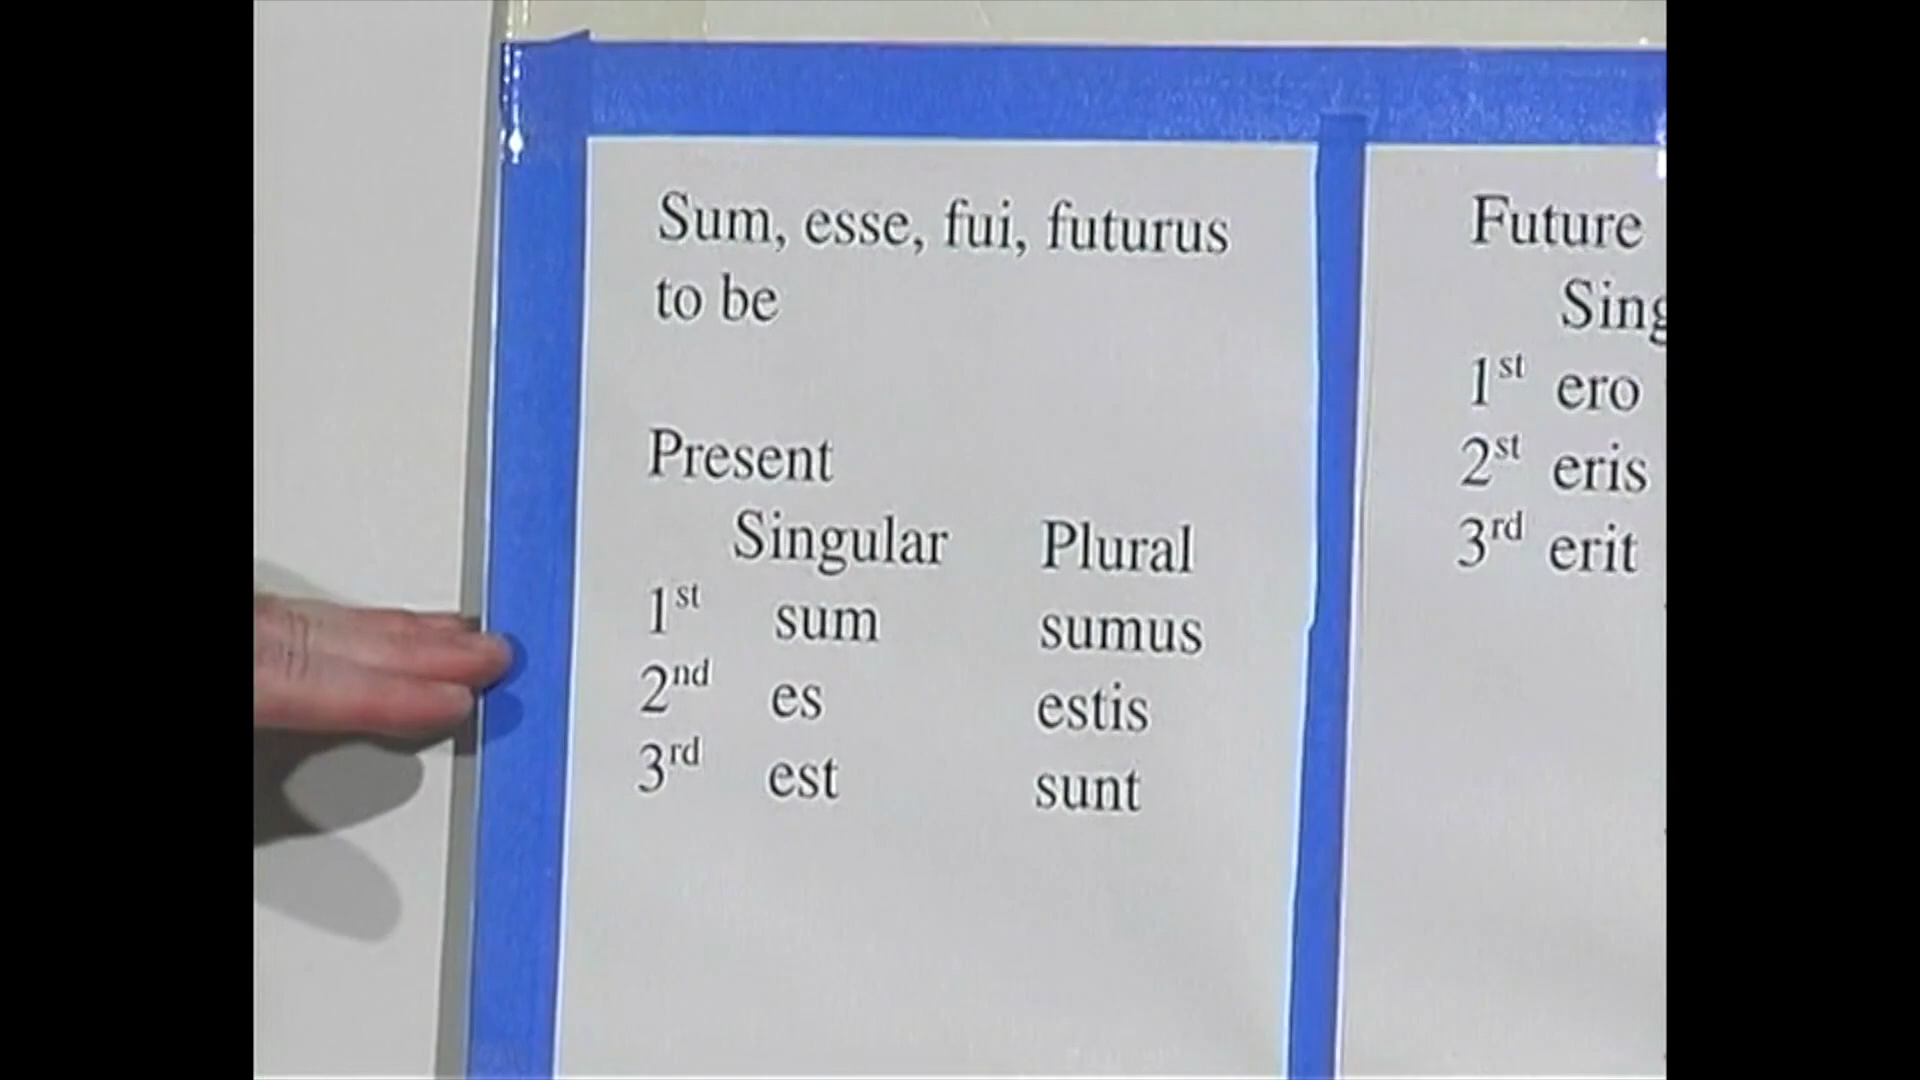 Sum, esse, fui, futurus
to be
Present
Singular Plural
1st sum sumus
2nd es estis
3rd est sunt
Future
Sing
1st ero
2st eris
3rd erit